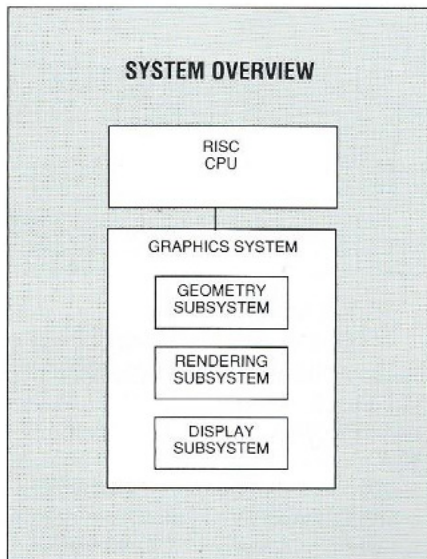 SYSTEM OVERVIEW
RISC
CPU
GRAPHICS SYSTEM
GEOMETRY
SUBSYSTEM
RENDERING
SUBSYSTEM
DISPLAY
SUBSYSTEM